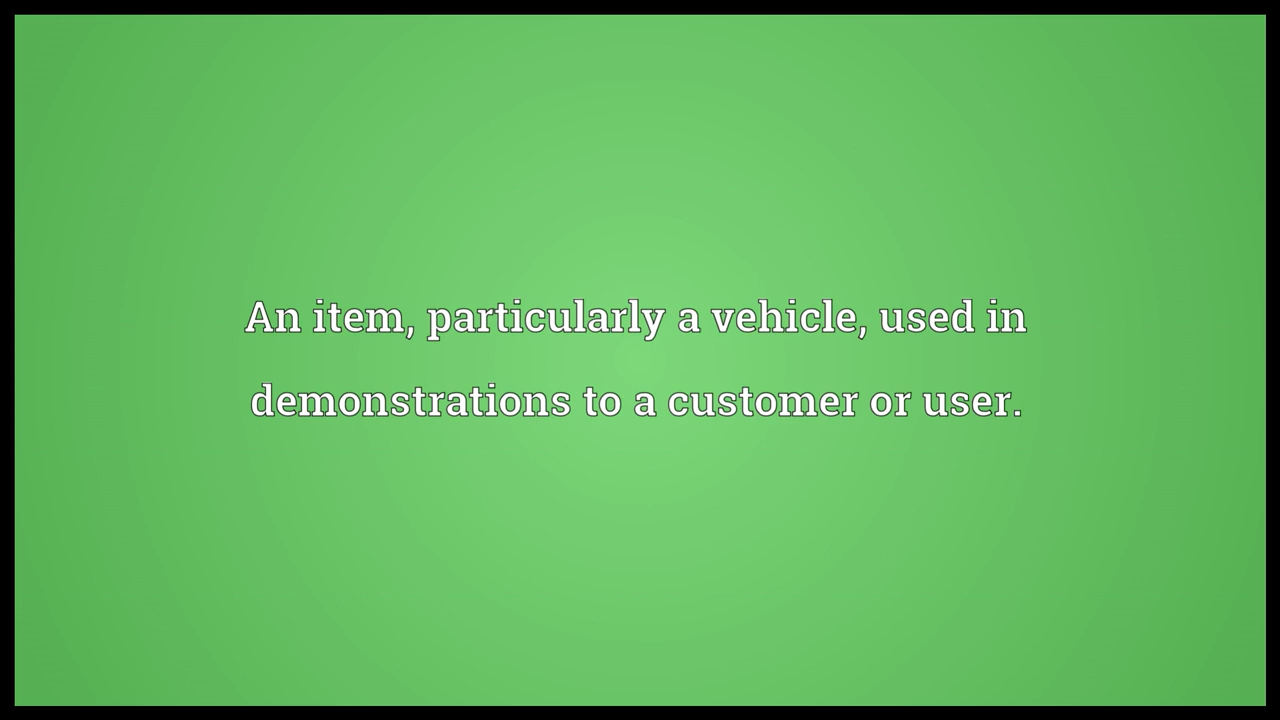 An item, particularly a vehicle, used in
demonstrations to a customer or user.